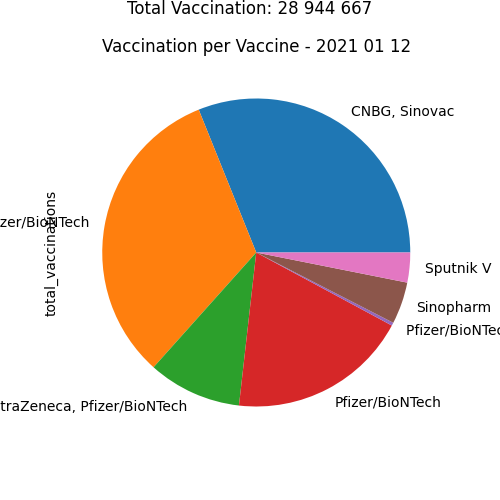 Total Vaccination: 28 944 667
Vaccination per Vaccine - 2021 01 12
CNBG, Sinovac
zer/BioNTech
total_vaccinations
Sputnik V
Sinopharm
Pfizer/BioNTec
Pfizer/BioNTech
traZeneca, Pfizer/BioNTech